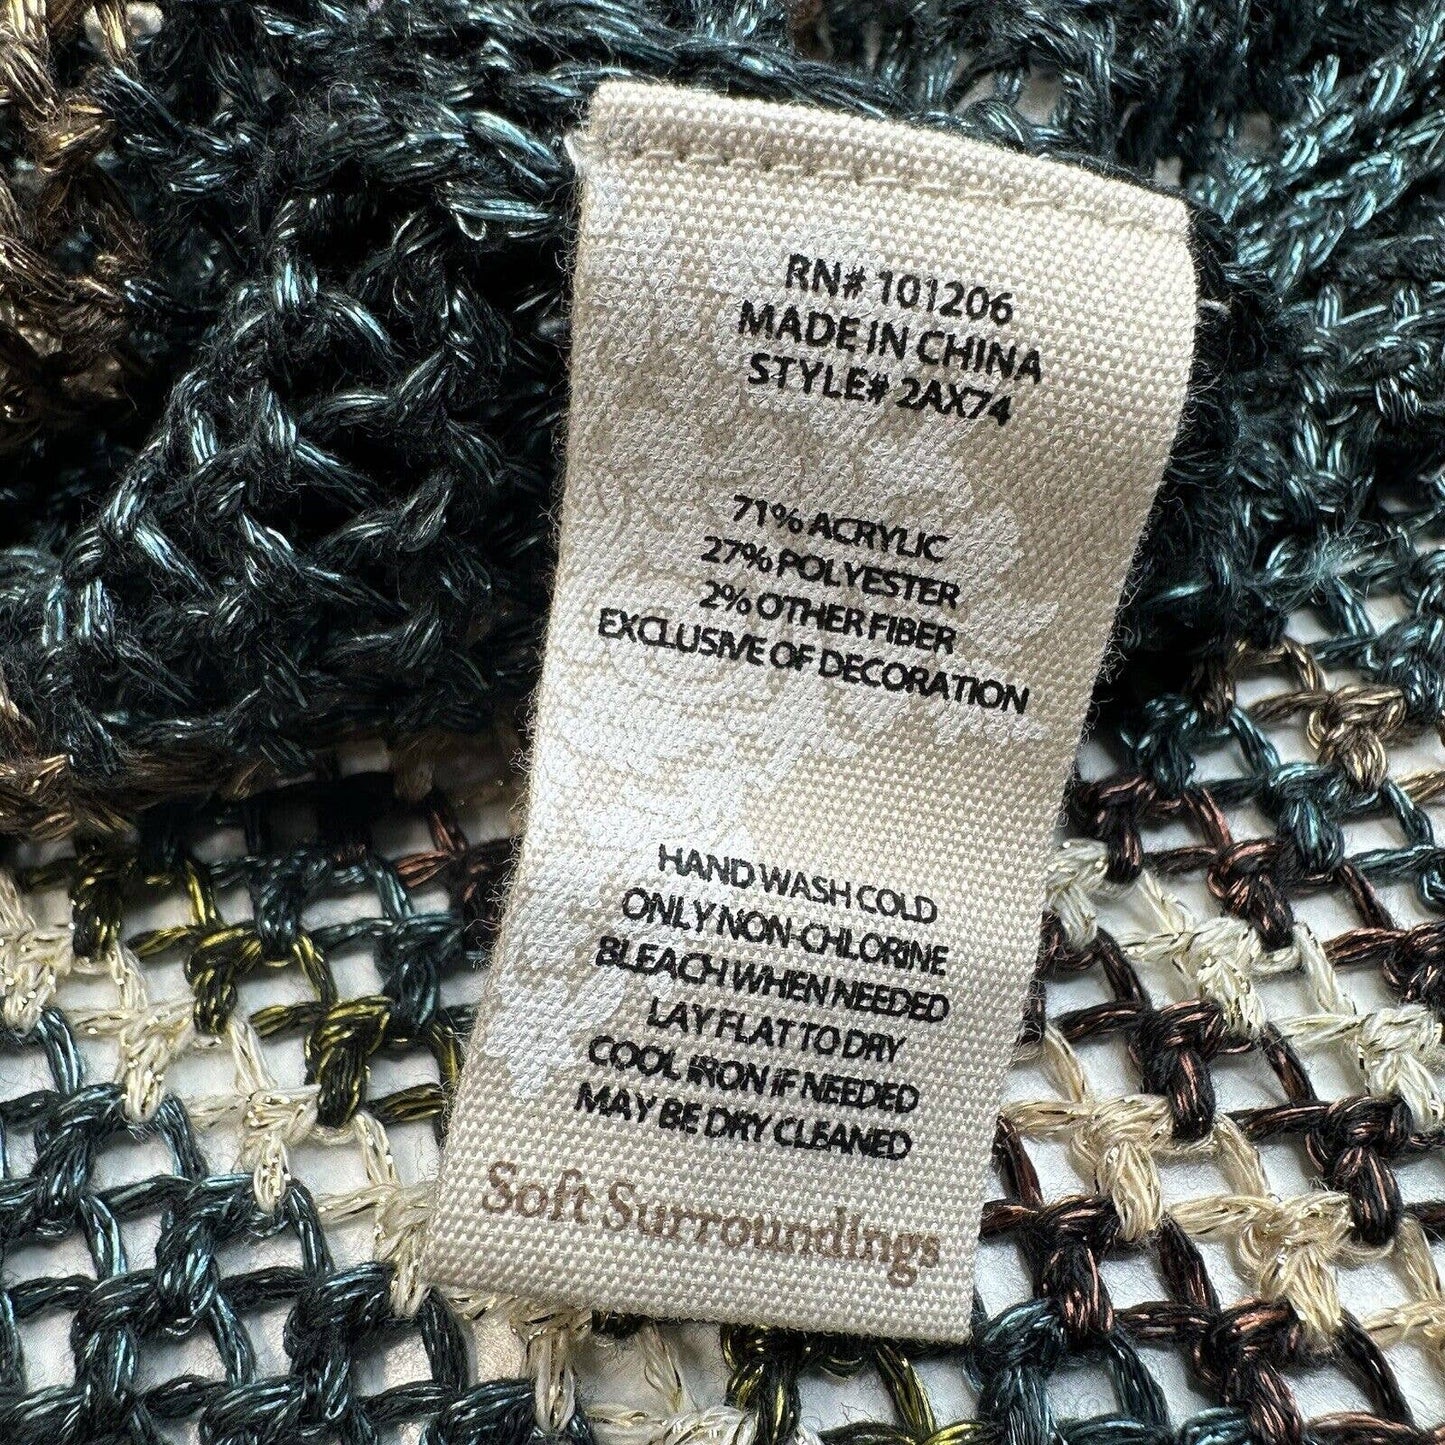 RN# 101206
MADE IN CHINA
STYLE# 2AX74
71% ACRYLIC
27% POLYESTER
2% OTHER FIBER
EXCLUSIVE OF DECORATION
HAND WASH COLD
ONLY NON-CHLORINE
BLEACH WHEN NEEDED
LAY FLAT TO DRY
COOL IRON IF NEEDED
MAY BE DRY CLEANED
Soft Surroundings